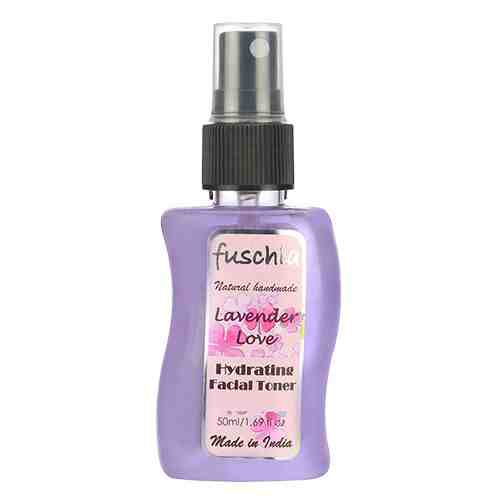 fuschia
Natural handmade
Lavender
Love
Hydrating
Facial Toner
50ml/1.69 fl oz
Made in India